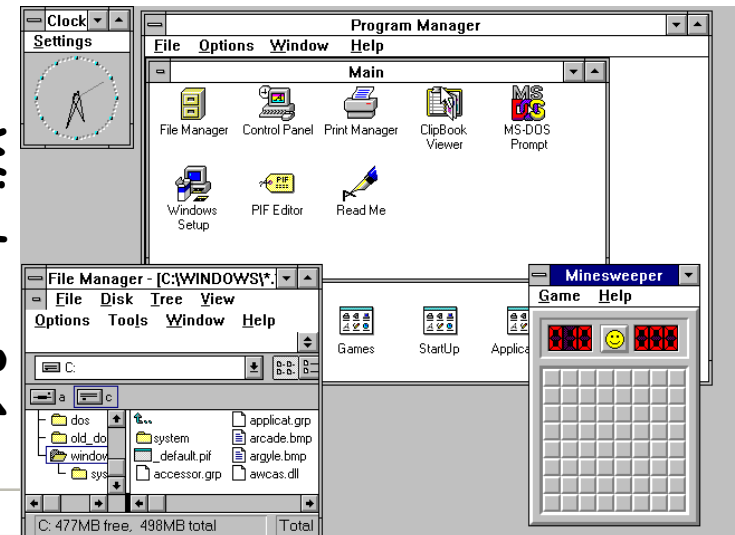 Clock
Settings
Program Manager
File Options Window Help
Main
File Manager
Control Panel
Print Manager
ClipBook
Viewer
MS-DOS
Prompt
Windows
Setup
PIF Editor
Read Me
Games
StartUp
File Manager - [C:\WINDOWS\*.
File Disk Tree View
Options Tools Window Help
C:
a c
dos
old_do
window
sys
system
_default.pif
accessor.grp
applicat.grp
arcade.bmp
argyle.bmp
awcas.dll
C: 477MB free, 498MB total
Total
Minesweeper
Game Help
010 000